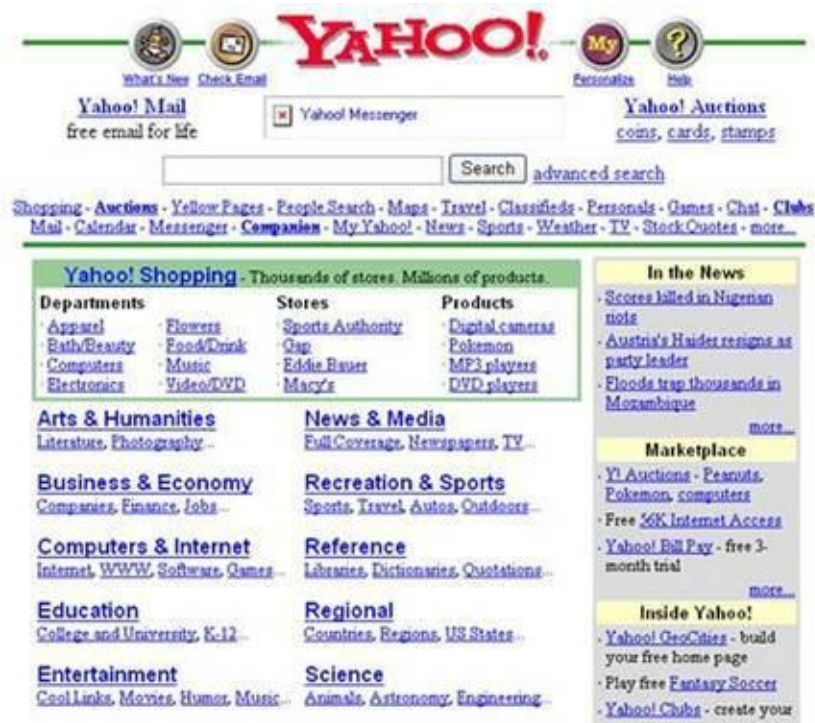 YAHOO!
My
?
What's New Check Email Personalize Help
Yahoo! Mail
free email for life
Yahoo! Messenger
Yahoo! Auctions
coins, cards, stamps
Search advanced search
Shopping - Auctions - Yellow Pages - People Search - Maps - Travel - Classifieds - Personals - Games - Chat - Clubs
Mail - Calendar - Messenger - Companion - My Yahoo! - News - Sports - Weather - TV - Stock Quotes - more...
Yahoo! Shopping - Thousands of stores. Millions of products.
Departments Stores Products
· Apparel · Flowers · Sports Authority · Digital cameras
· Bath/Beauty · Food/Drink · Gap · Pokemon
· Computers · Music · Eddie Bauer · MP3 players
· Electronics · Video/DVD · Macy's · DVD players
Arts & Humanities
Literature, Photography...
News & Media
Full Coverage, Newspapers, TV...
Business & Economy
Companies, Finance, Jobs...
Recreation & Sports
Sports, Travel, Autos, Outdoors...
Computers & Internet
Internet, WWW, Software, Games...
Reference
Libraries, Dictionaries, Quotations...
Education
College and University, K-12...
Regional
Countries, Regions, US States...
Entertainment
Cool Links, Movies, Humor, Music...
Science
Animals, Astronomy, Engineering...
In the News
· Scores killed in Nigerian
riots
· Austria's Haider resigns as
party leader
· Floods trap thousands in
Mozambique
more...
Marketplace
· Y! Auctions - Peanuts,
Pokemon, computers
· Free 56K Internet Access
· Yahoo! Bill Pay - free 3-
month trial
more...
Inside Yahoo!
· Yahoo! GeoCities - build
your free home page
· Play free Fantasy Soccer
· Yahoo! Clubs - create your